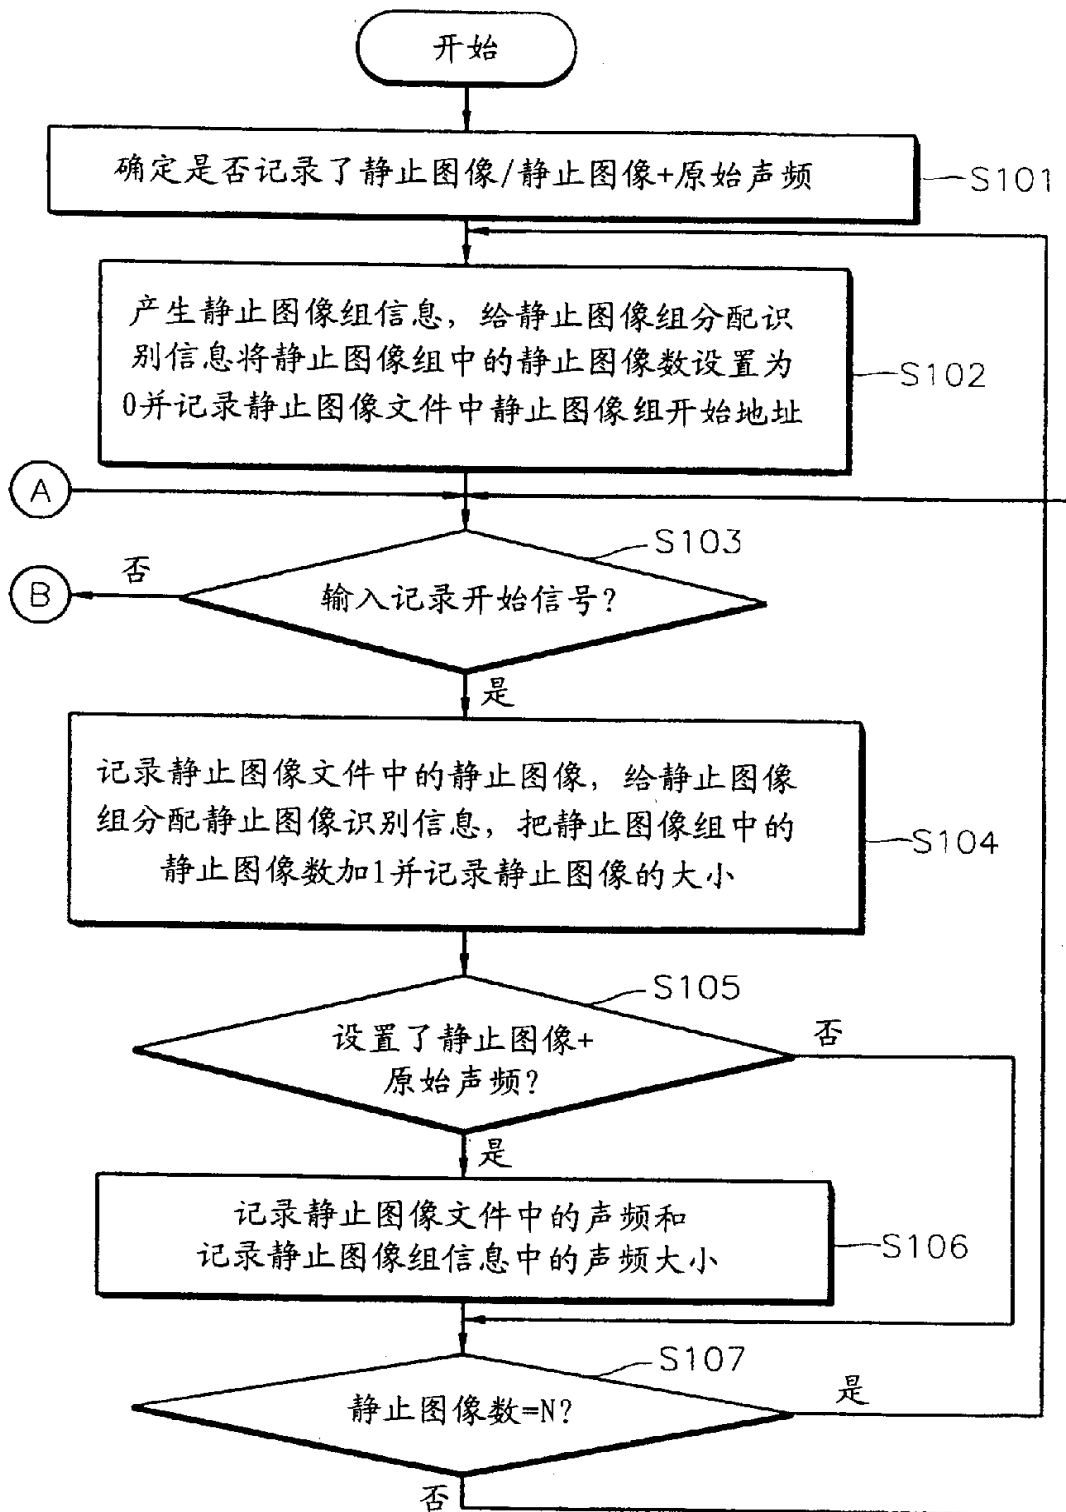 开始
确定是否记录了静止图像/静止图像+原始声频
S101
产生静止图像组信息，给静止图像组分配识
别信息将静止图像组中的静止图像数设置为
0并记录静止图像文件中静止图像组开始地址
S102
A
S103
否
B
输入记录开始信号?
是
记录静止图像文件中的静止图像，给静止图像
组分配静止图像识别信息，把静止图像组中的
静止图像数加1并记录静止图像的大小
S104
S105
设置了静止图像+
原始声频?
否
是
记录静止图像文件中的声频和
记录静止图像组信息中的声频大小
S106
S107
静止图像数=N?
是
否